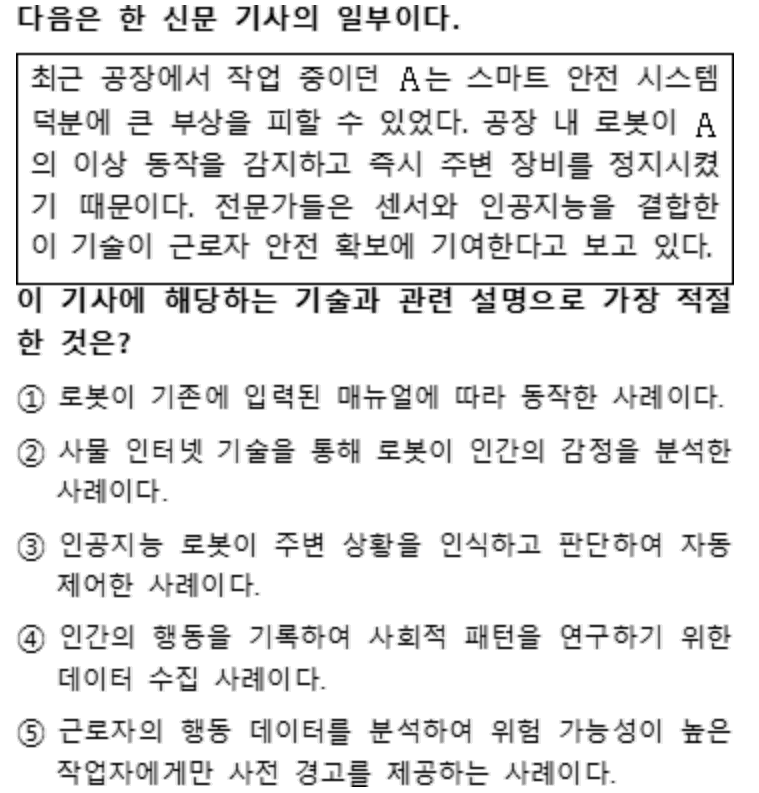 다음은 한 신문 기사의 일부이다.
최근 공장에서 작업 중이던 A는 스마트 안전 시스템
덕분에 큰 부상을 피할 수 있었다. 공장 내 로봇이 A
의 이상 동작을 감지하고 즉시 주변 장비를 정지시켰
기 때문이다. 전문가들은 센서와 인공지능을 결합한
이 기술이 근로자 안전 확보에 기여한다고 보고 있다.
이 기사에 해당하는 기술과 관련 설명으로 가장 적절
한 것은?
① 로봇이 기존에 입력된 매뉴얼에 따라 동작한 사례이다.
② 사물 인터넷 기술을 통해 로봇이 인간의 감정을 분석한
사례이다.
③ 인공지능 로봇이 주변 상황을 인식하고 판단하여 자동
제어한 사례이다.
④ 인간의 행동을 기록하여 사회적 패턴을 연구하기 위한
데이터 수집 사례이다.
⑤ 근로자의 행동 데이터를 분석하여 위험 가능성이 높은
작업자에게만 사전 경고를 제공하는 사례이다.